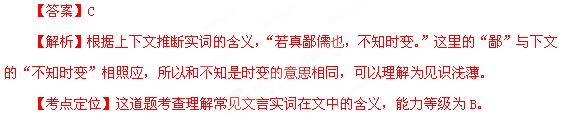 【答案】C
【解析】根据上下文推断实词的含义，“若真鄙儒也，不知时变。”这里的“鄙”与下文
的“不知时变”相照应，所以和不知是时变的意思相同，可以理解为见识浅薄。
【考点定位】这道题考查理解常见文言实词在文中的含义，能力等级为 B。